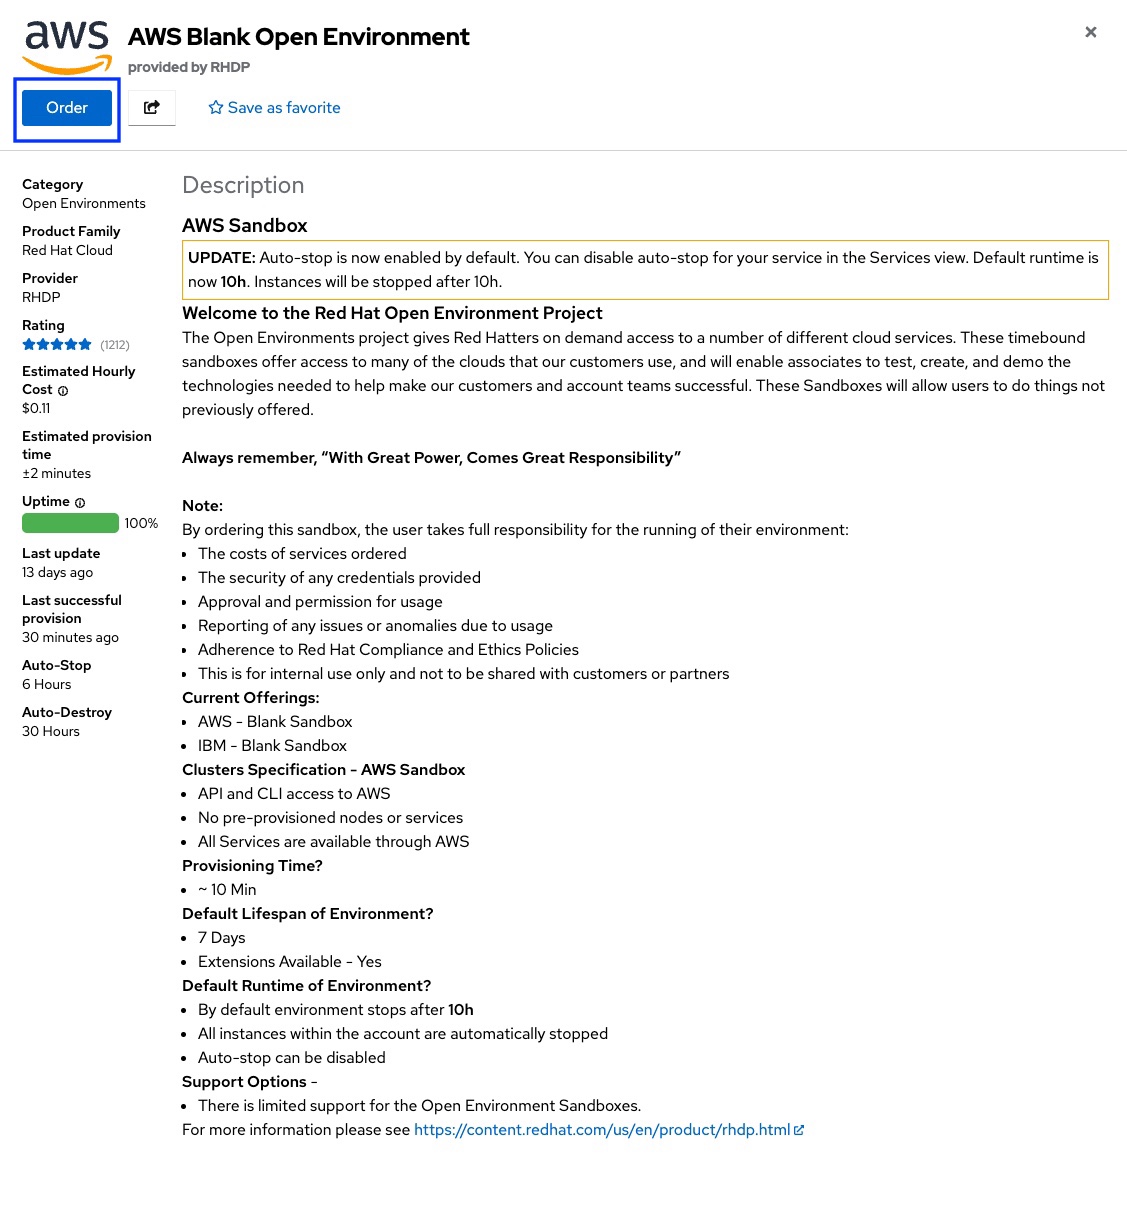 aws
AWS Blank Open Environment
provided by RHDP
Order
Save as favorite
Category
Open Environments
Product Family
Red Hat Cloud
Provider
RHDP
Rating
(1212)
Estimated Hourly
Cost
$0.11
Estimated provision
time
±2 minutes
Uptime
100%
Last update
13 days ago
Last successful
provision
30 minutes ago
Auto-Stop
6 Hours
Auto-Destroy
30 Hours
Description
AWS Sandbox
UPDATE: Auto-stop is now enabled by default. You can disable auto-stop for your service in the Services view. Default runtime is
now 10h. Instances will be stopped after 10h.
Welcome to the Red Hat Open Environment Project
The Open Environments project gives Red Hatters on demand access to a number of different cloud services. These timebound
sandboxes offer access to many of the clouds that our customers use, and will enable associates to test, create, and demo the
technologies needed to help make our customers and account teams successful. These Sandboxes will allow users to do things not
previously offered.
Always remember, “With Great Power, Comes Great Responsibility”
Note:
By ordering this sandbox, the user takes full responsibility for the running of their environment:
• The costs of services ordered
• The security of any credentials provided
• Approval and permission for usage
• Reporting of any issues or anomalies due to usage
• Adherence to Red Hat Compliance and Ethics Policies
• This is for internal use only and not to be shared with customers or partners
Current Offerings:
• AWS - Blank Sandbox
• IBM - Blank Sandbox
Clusters Specification - AWS Sandbox
• API and CLI access to AWS
• No pre-provisioned nodes or services
• All Services are available through AWS
Provisioning Time?
• ~ 10 Min
Default Lifespan of Environment?
• 7 Days
• Extensions Available - Yes
Default Runtime of Environment?
• By default environment stops after 10h
• All instances within the account are automatically stopped
• Auto-stop can be disabled
Support Options -
• There is limited support for the Open Environment Sandboxes.
For more information please see https://content.redhat.com/us/en/product/rhdp.html